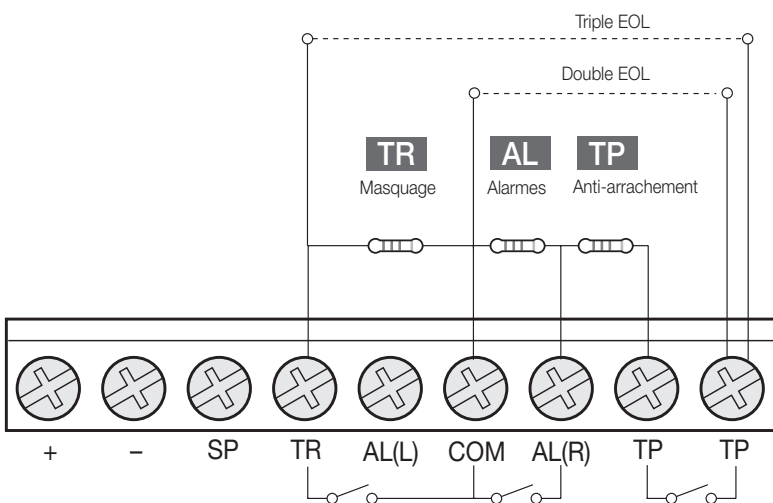 Triple EOL
Double EOL
TR AL TP
Masquage Alarmes Anti-arrachement
+ – SP TR AL(L) COM AL(R) TP TP